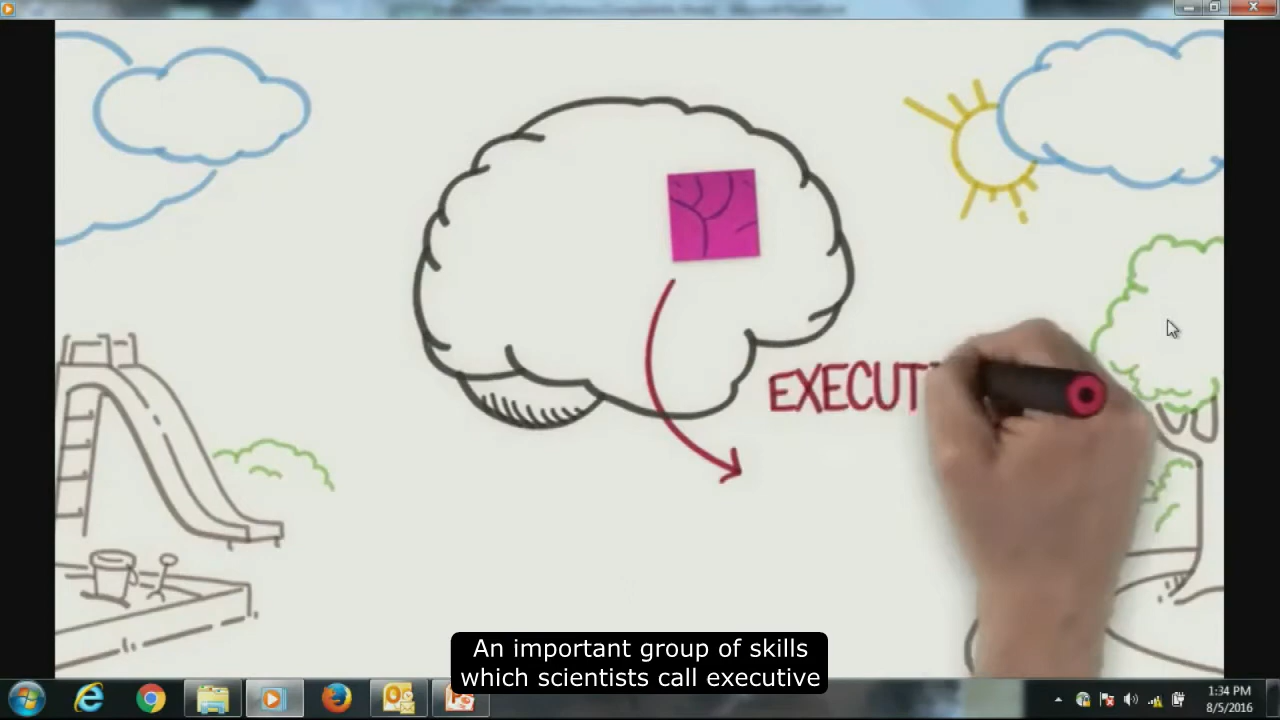 EXECUT
An important group of skills
which scientists call executive
1:34 PM
8/5/2016